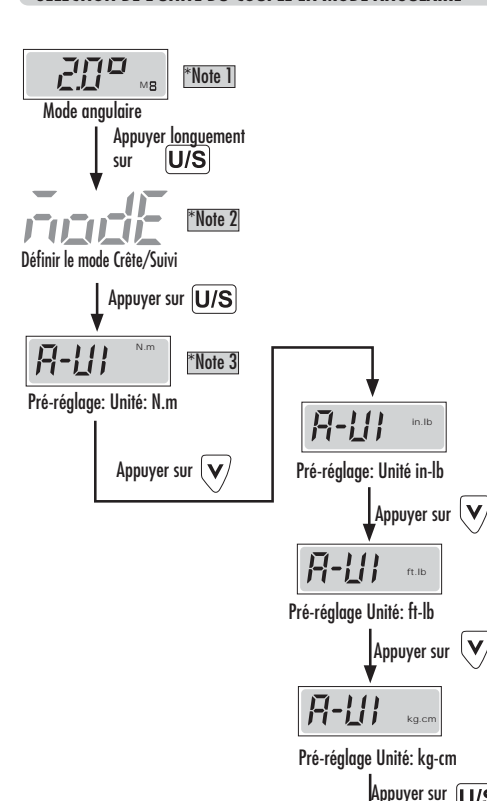 2.0° M8 *Note 1
Mode angulaire
Appuyer longuement
sur U/S
modE *Note 2
Définir le mode Crête/Suivi
Appuyer sur U/S
A-UI N.m *Note 3
Pré-réglage: Unité: N.m
Appuyer sur V
A-UI in.lb
Pré-réglage: Unité in-lb
Appuyer sur V
A-UI ft.lb
Pré-réglage Unité: ft-lb
Appuyer sur V
A-UI kg.cm
Pré-réglage Unité: kg-cm
Appuyer sur U/S